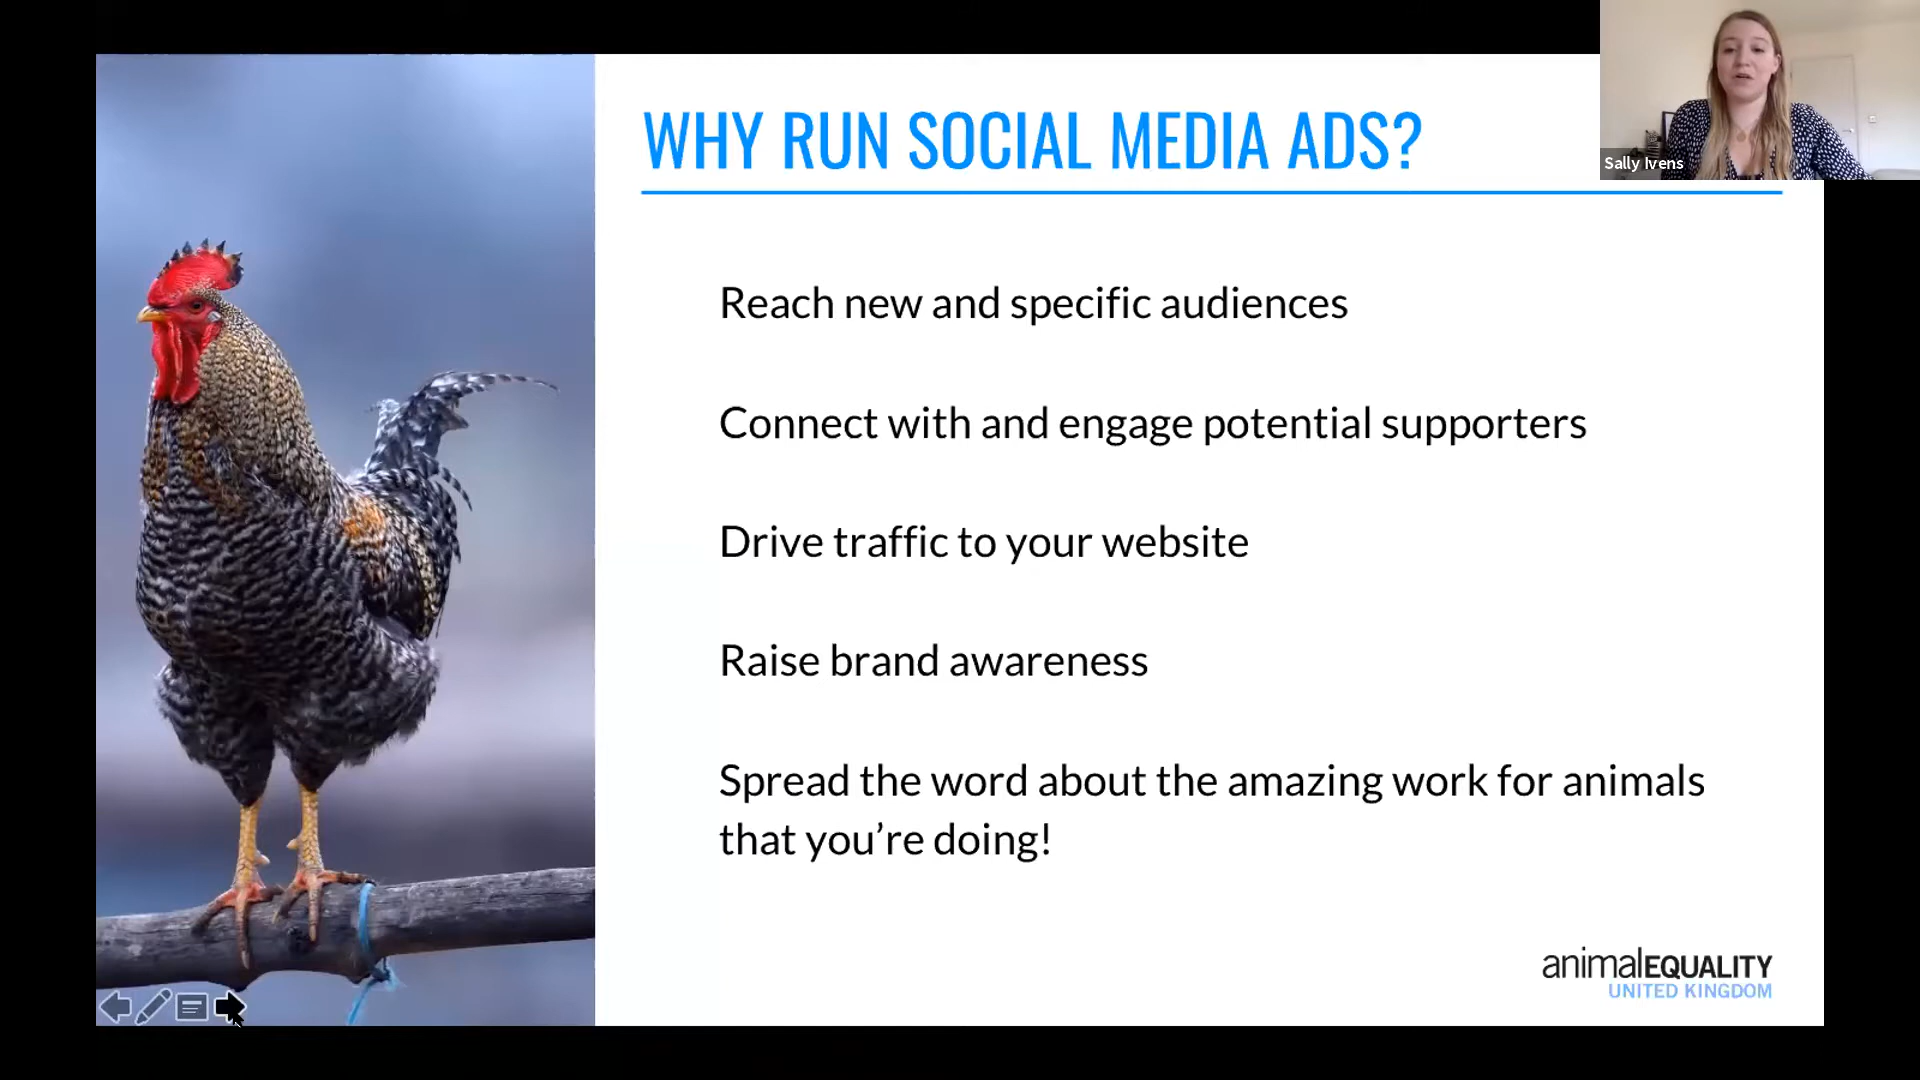 WHY RUN SOCIAL MEDIA ADS?
Sally Ivens
Reach new and specific audiences
Connect with and engage potential supporters
Drive traffic to your website
Raise brand awareness
Spread the word about the amazing work for animals
that you’re doing!
animalEQUALITY
UNITED KINGDOM